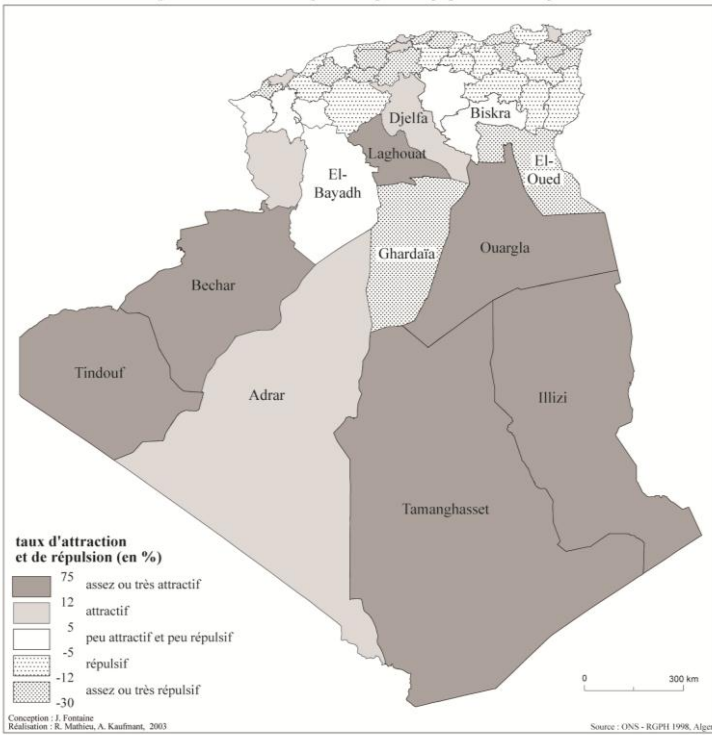 Djelfa
Biskra
Laghouat
El-
Bayadh
El-
Oued
Ghardaïa
Ouargla
Bechar
Tindouf
Adrar
Illizi
Tamanghasset
taux d'attraction
et de répulsion (en %)
75
assez ou très attractif
12
attractif
5
peu attractif et peu répulsif
-5
répulsif
-12
assez ou très répulsif
-30
0 300 km
Conception : J. Fontaine
Réalisation : R. Mathieu, A. Kaufmant, 2003
Source : ONS - RGPH 1998, Alger